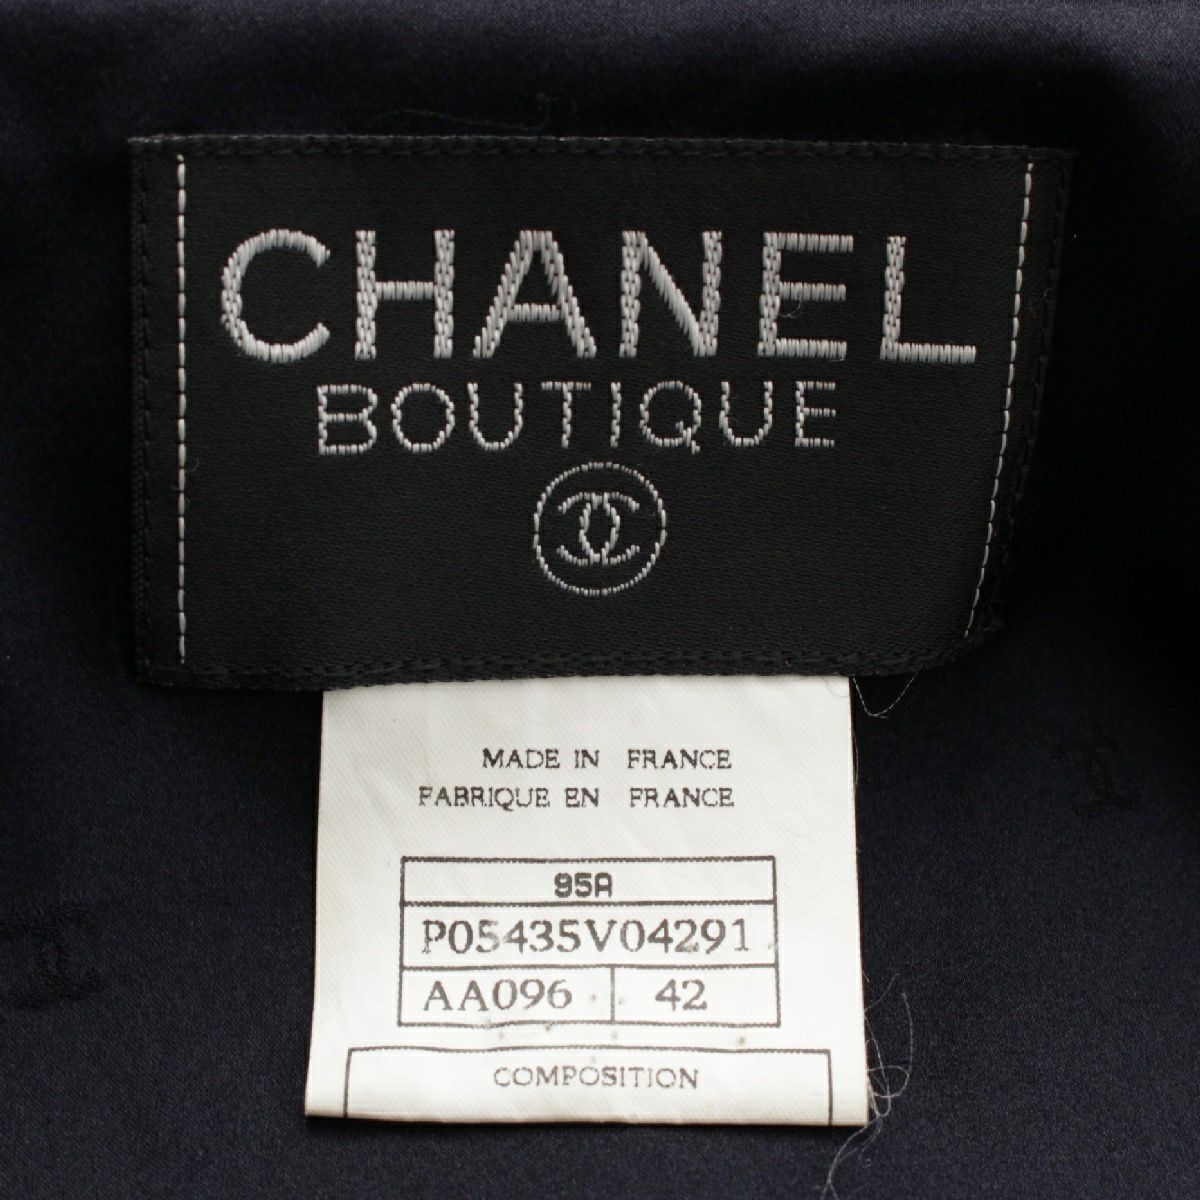 CHANEL
BOUTIQUE
MADE IN FRANCE
FABRIQUE EN FRANCE
95A
P05435V04291
AA096 42
COMPOSITION